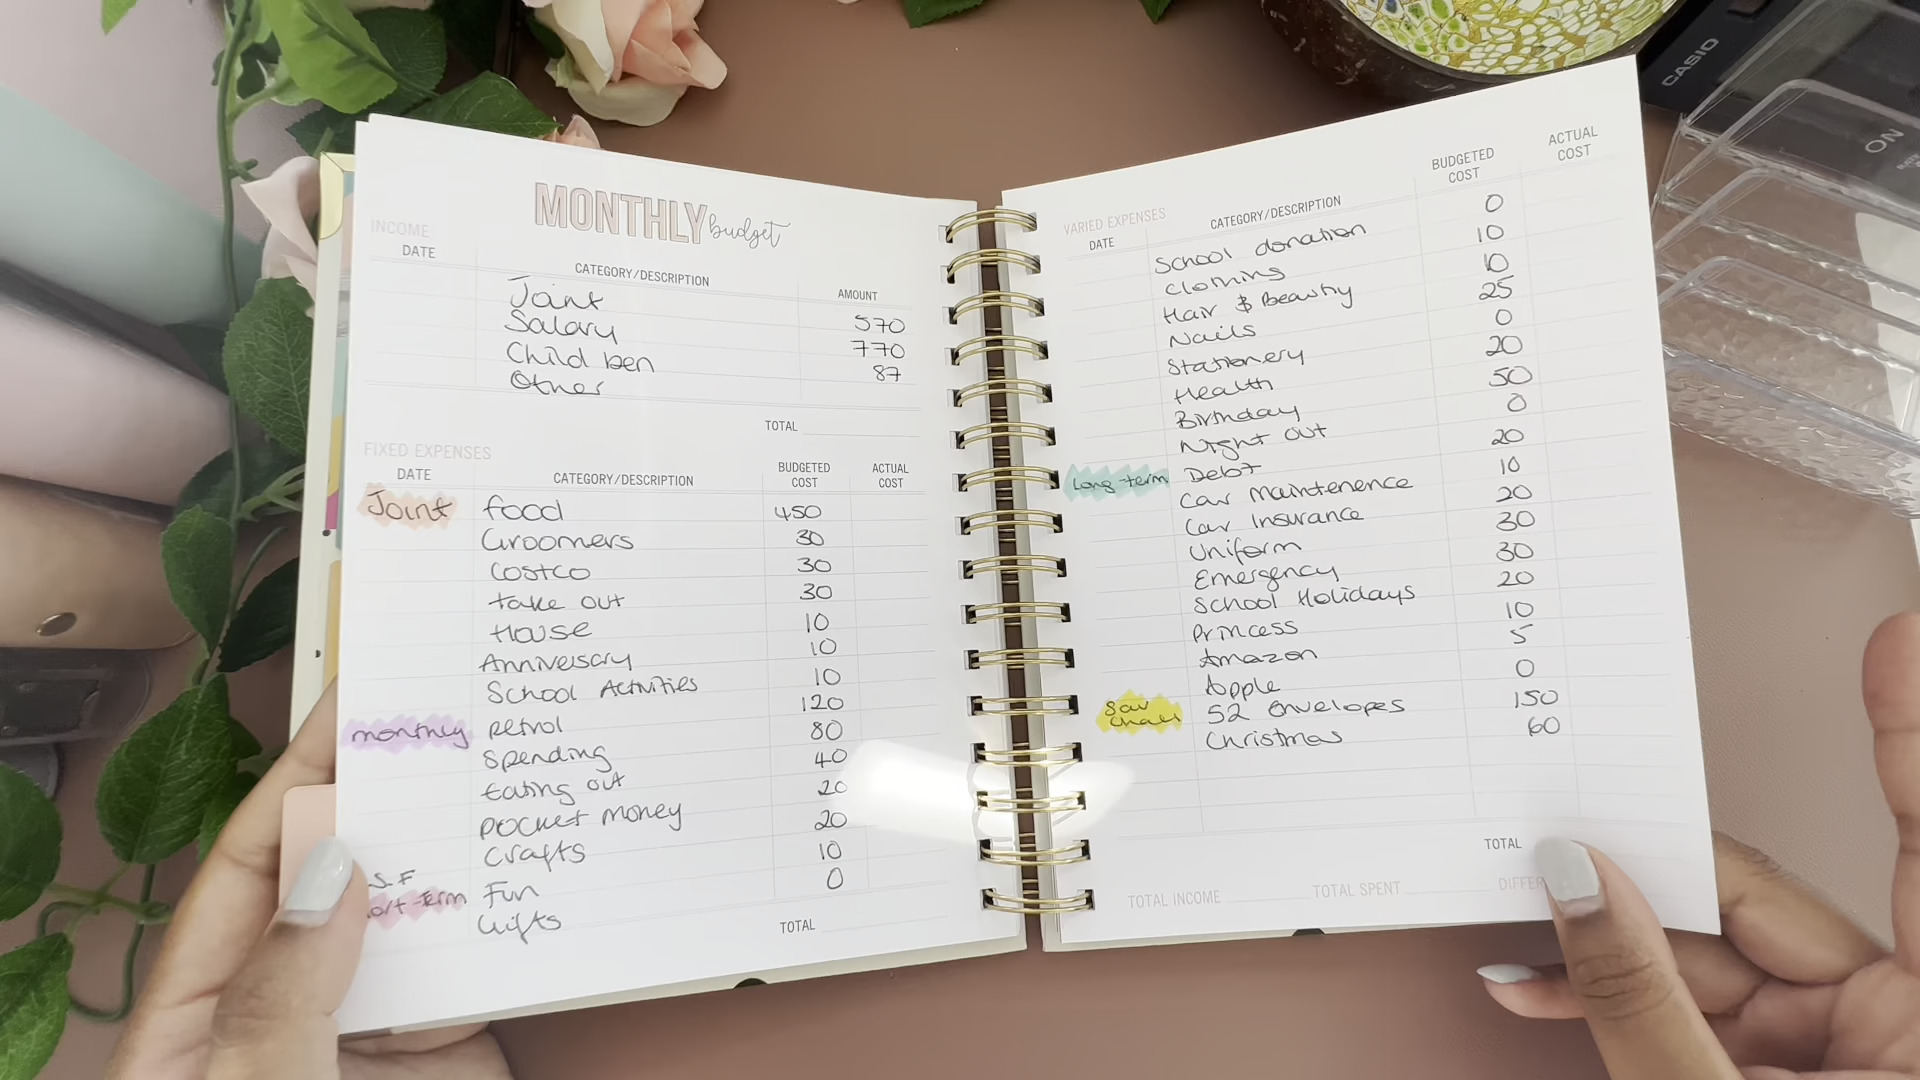 MONTHLY budget
INCOME
DATE CATEGORY/DESCRIPTION AMOUNT
Joint 570
Salary 770
Child ben 87
Other
TOTAL
FIXED EXPENSES
DATE CATEGORY/DESCRIPTION BUDGETED COST ACTUAL COST
Joint food 450
Groomers 30
Costco 30
Take out 30
House 10
Anniversary 10
School Activities 10
monthly Petrol 120
Spending 80
Eating out 40
Pocket money 20
Crafts 20
S.F
ort-term Fun 10
Gifts 0
TOTAL
VARIED EXPENSES
DATE CATEGORY/DESCRIPTION BUDGETED COST ACTUAL COST
School donation 0
Clothing 10
Hair & Beauty 10
Nails 25
Stationery 0
Health 20
Birthday 50
Night out 0
Long-term Debt 20
Car Maintenence 10
Car Insurance 20
Uniform 30
Emergency 30
School Holidays 20
Princess 10
Amazon 5
Apple 0
Sav Chall 52 Envelopes 150
Christmas 60
TOTAL
TOTAL INCOME TOTAL SPENT DIFFER
CASIO
ON